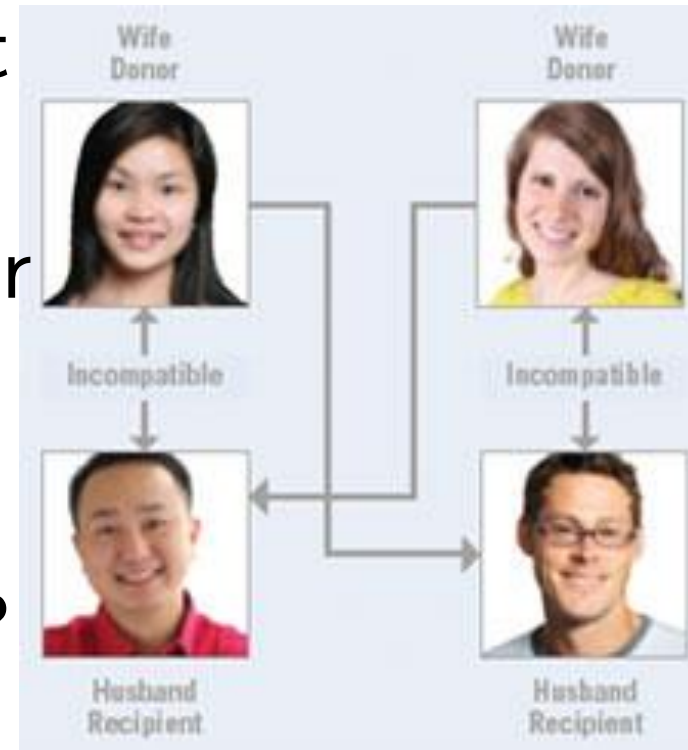 t
Wife
Donor
Wife
Donor
r
Incompatible
Incompatible
?
Husband
Recipient
Husband
Recipient